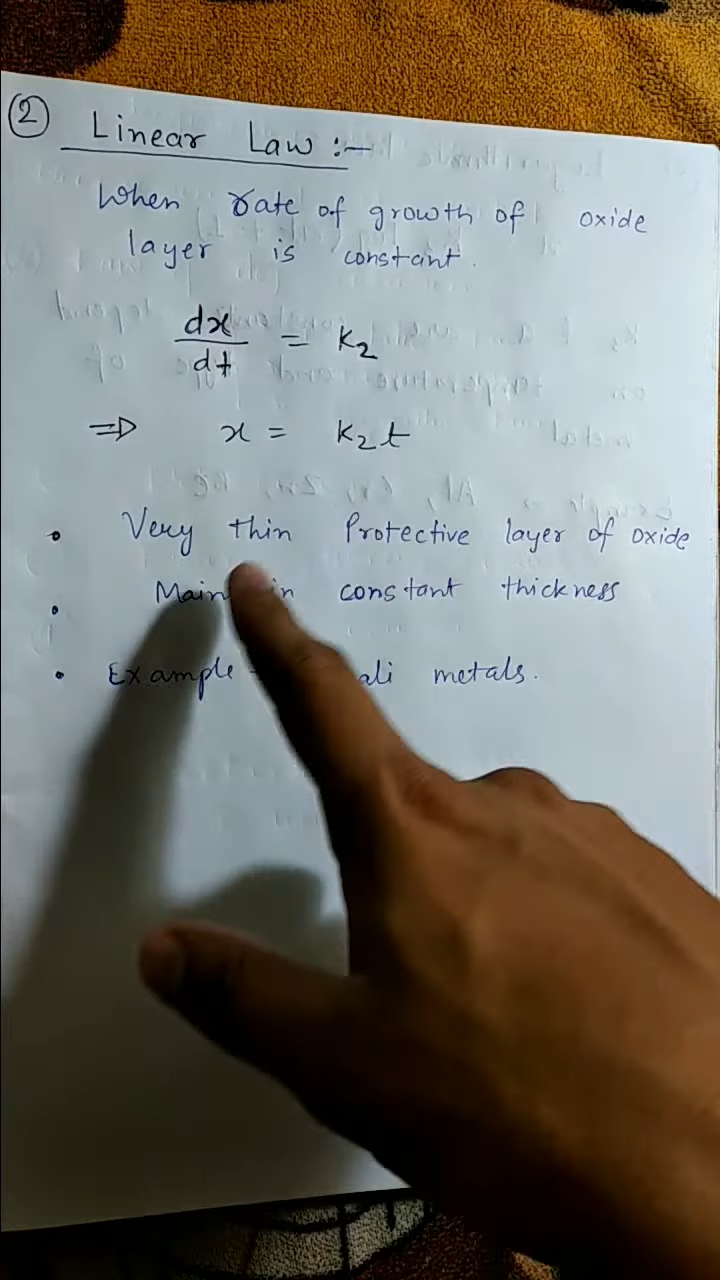 ② Linear Law :-
When rate of growth of oxide
layer is constant.
dx/dt = K₂
⇒ x = K₂t
• Very thin Protective layer of oxide
• constant thickness
• Example metals.